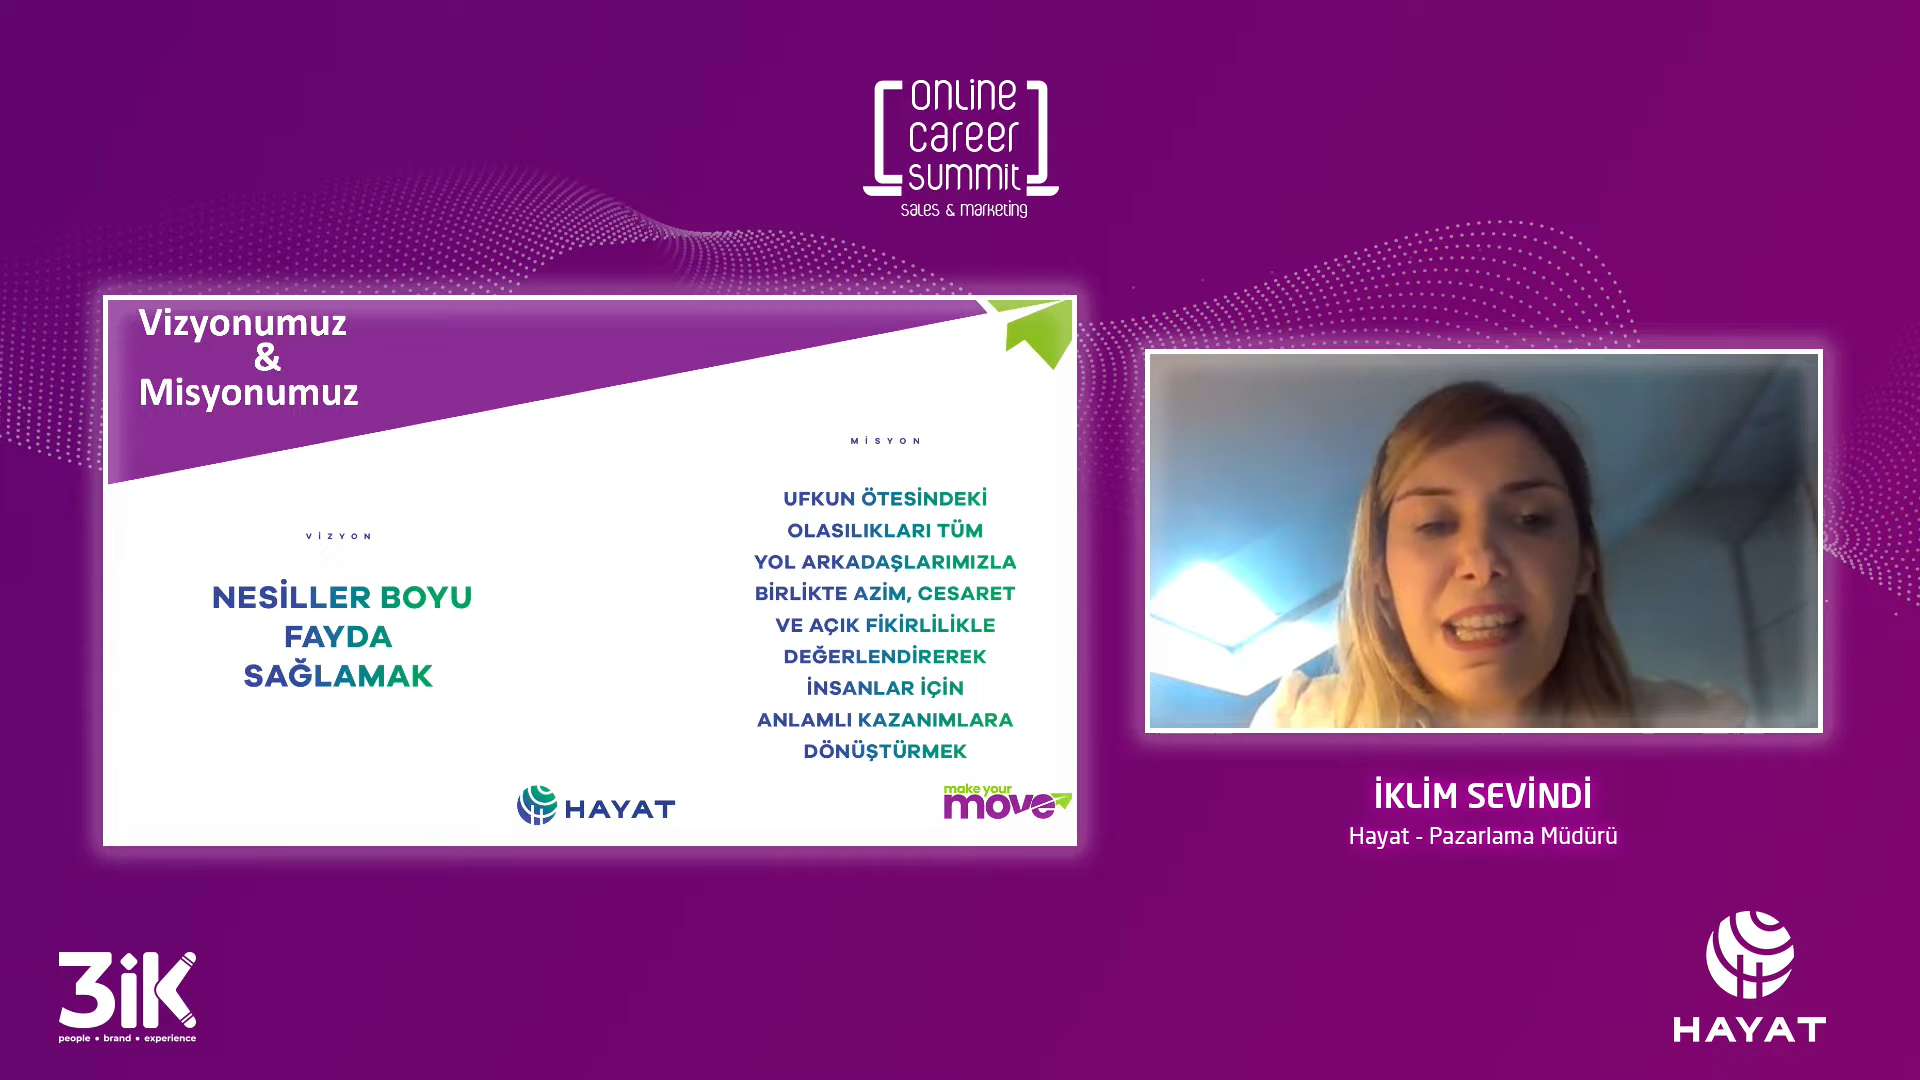 online
career
summit
sales & marketing
Vizyonumuz
&
Misyonumuz
VİZYON
NESİLLER BOYU
FAYDA
SAĞLAMAK
MİSYON
UFKUN ÖTESİNDEKİ
OLASILIKLARI TÜM
YOL ARKADAŞLARIMIZLA
BİRLİKTE AZİM, CESARET
VE AÇIK FİKİRLİLİKLE
DEĞERLENDİREREK
İNSANLAR İÇİN
ANLAMLI KAZANIMLARA
DÖNÜŞTÜRMEK
HAYAT
make your
move
İKLİM SEVİNDİ
Hayat - Pazarlama Müdürü
3iK
people • brand • experience
HAYAT